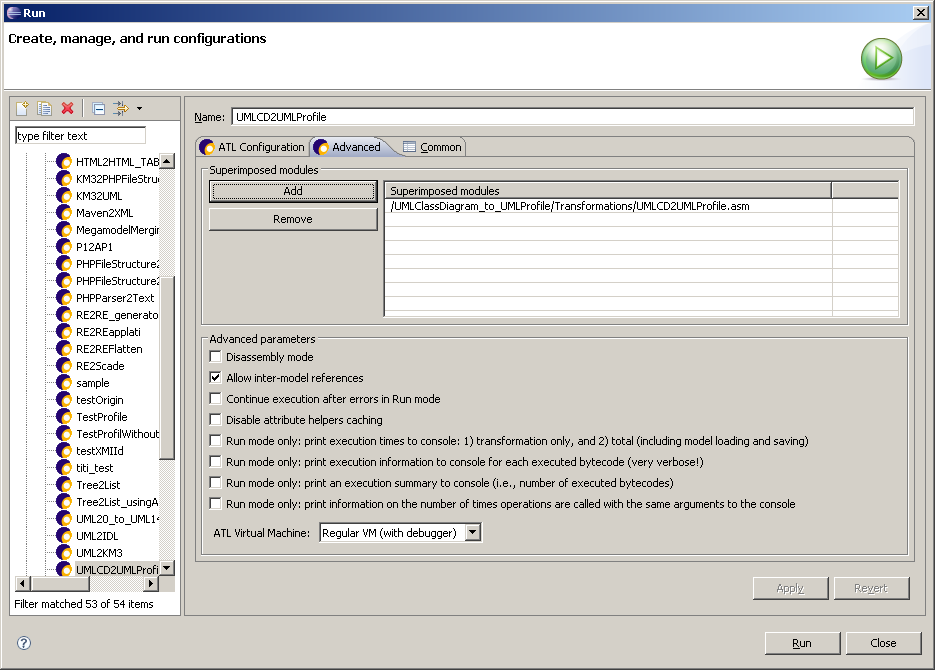 Run
Create, manage, and run configurations
type filter text
HTML2HTML_TAB
KM32PHPFileStru
KM32UML
Maven2XML
MegamodelMergin
P12AP1
PHPFileStructure2
PHPFileStructure2
PHPParser2Text
RE2RE_generato
RE2REapplati
RE2REFlatten
RE2Scade
sample
testOrigin
TestProfile
TestProfilWithout
testXMIId
titi_test
Tree2List
Tree2List_usingA
UML20_to_UML14
UML2IDL
UML2KM3
UMLCD2UMLProfi
Filter matched 53 of 54 items
Name: UMLCD2UMLProfile
ATL Configuration Advanced Common
Superimposed modules
Add
Remove
Superimposed modules
/UMLClassDiagram_to_UMLProfile/Transformations/UMLCD2UMLProfile.asm
Advanced parameters
Disassembly mode
Allow inter-model references
Continue execution after errors in Run mode
Disable attribute helpers caching
Run mode only: print execution times to console: 1) transformation only, and 2) total (including model loading and saving)
Run mode only: print execution information to console for each executed bytecode (very verbose!)
Run mode only: print an execution summary to console (i.e., number of executed bytecodes)
Run mode only: print information on the number of times operations are called with the same arguments to the console
ATL Virtual Machine: Regular VM (with debugger)
Apply Revert
? Run Close